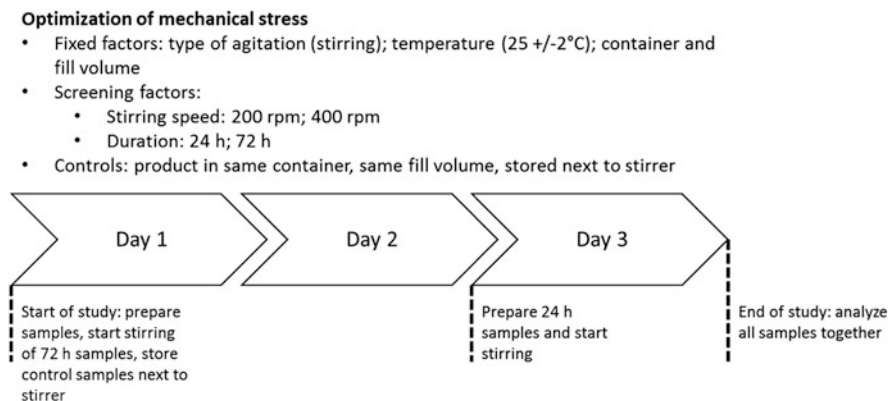 Optimization of mechanical stress
• Fixed factors: type of agitation (stirring); temperature (25 +/-2°C); container and
fill volume
• Screening factors:
• Stirring speed: 200 rpm; 400 rpm
• Duration: 24 h; 72 h
• Controls: product in same container, same fill volume, stored next to stirrer
Day 1
Day 2
Day 3
Start of study: prepare
samples, start stirring
of 72 h samples, store
control samples next to
stirrer
Prepare 24 h
samples and start
stirring
End of study: analyze
all samples together